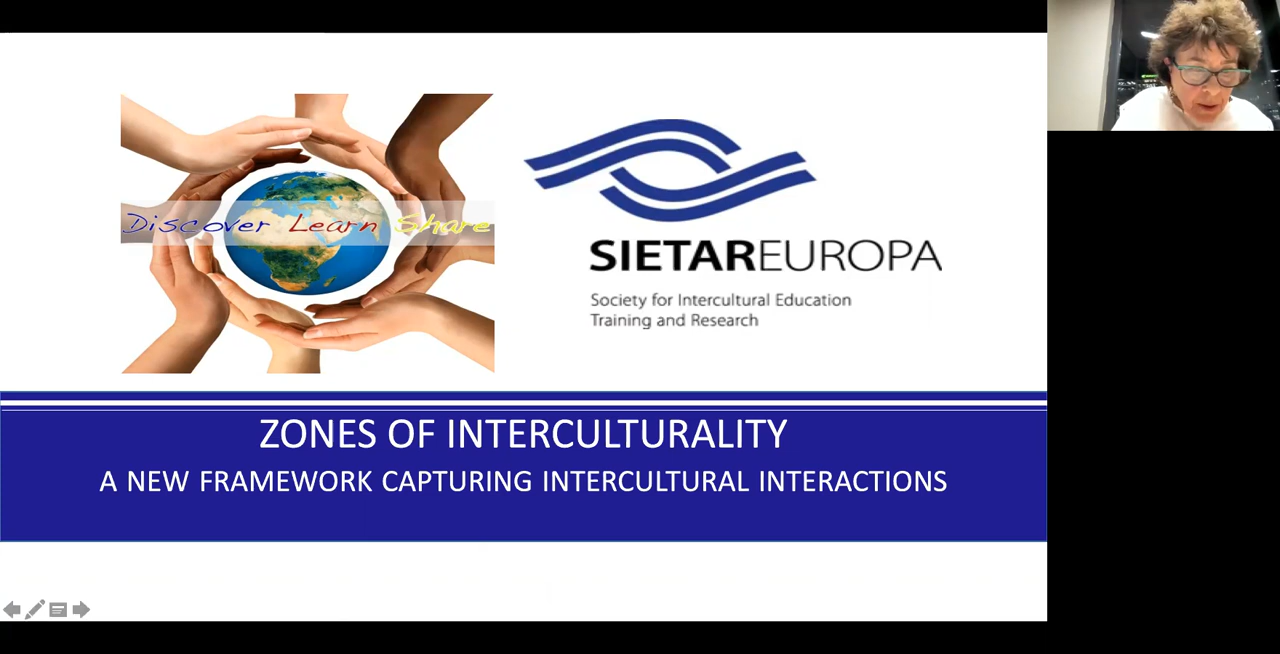 Discover Learn Share
SIETAREUROPA
Society for Intercultural Education
Training and Research
ZONES OF INTERCULTURALITY
A NEW FRAMEWORK CAPTURING INTERCULTURAL INTERACTIONS